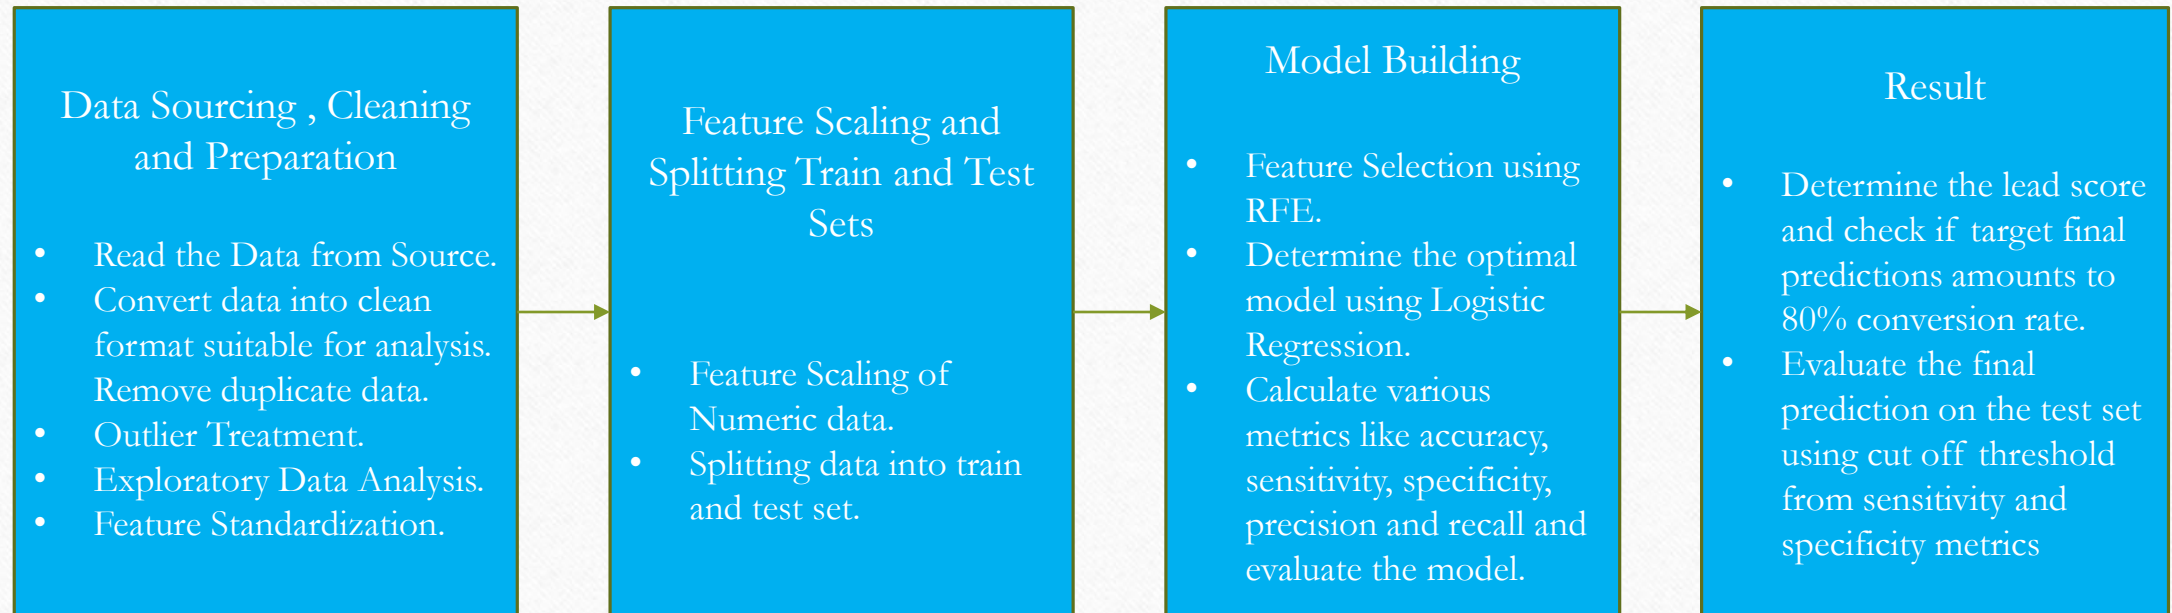 Data Sourcing , Cleaning
and Preparation
• Read the Data from Source.
• Convert data into clean
format suitable for analysis.
Remove duplicate data.
• Outlier Treatment.
• Exploratory Data Analysis.
• Feature Standardization.
Feature Scaling and
Splitting Train and Test
Sets
• Feature Scaling of
Numeric data.
• Splitting data into train
and test set.
Model Building
• Feature Selection using
RFE.
• Determine the optimal
model using Logistic
Regression.
• Calculate various
metrics like accuracy,
sensitivity, specificity,
precision and recall and
evaluate the model.
Result
• Determine the lead score
and check if target final
predictions amounts to
80% conversion rate.
• Evaluate the final
prediction on the test set
using cut off threshold
from sensitivity and
specificity metrics